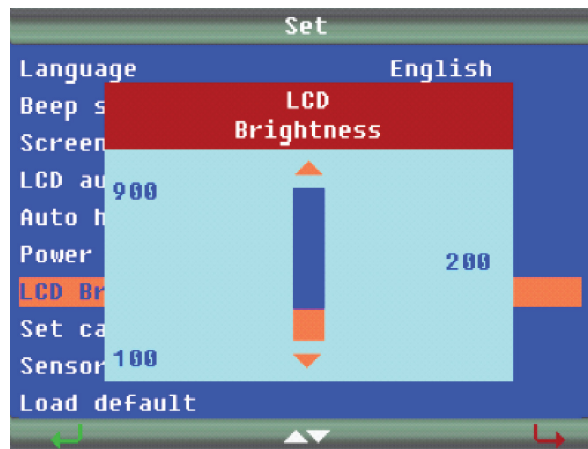 Set
Language English
Beep s
Screen
LCD au
Auto h
Power
LCD Br
Set ca
Sensor
Load default
LCD
Brightness
900
200
100